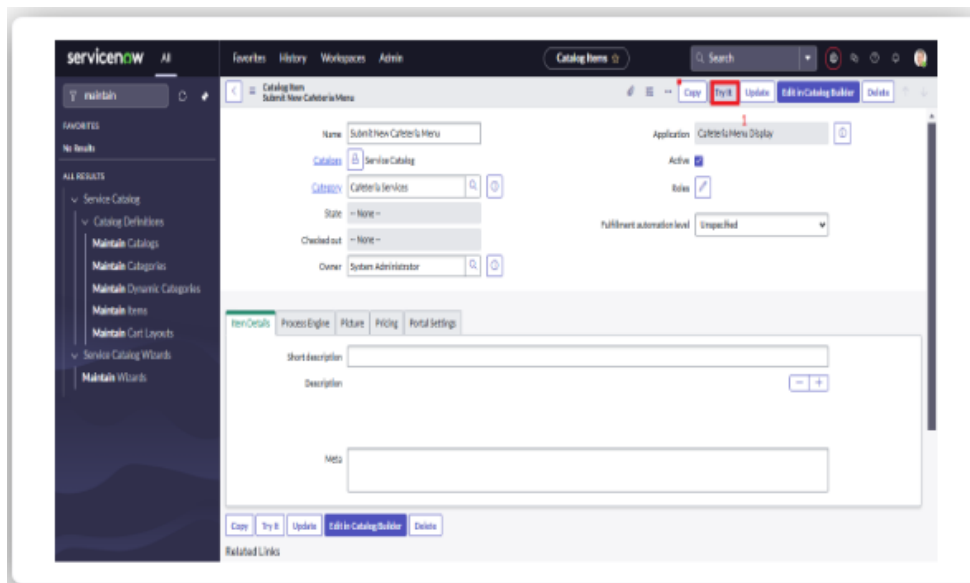 servicenow All Favorites History Workspaces Admin Catalog Items Search
maintain
Catalog Item
Submit New Cafeteria Menu
Copy Try It Update Edit in Catalog Builder Delete
1
FAVORITES
No Results
ALL RESULTS
Service Catalog
Catalog Definitions
Maintain Catalogs
Maintain Categories
Maintain Dynamic Categories
Maintain Items
Maintain Cart Layouts
Service Catalog Wizards
Maintain Wizards
Name Submit New Cafeteria Menu
Application Cafeteria Menu Display
Catalogs Service Catalog
Active
Category Cafeteria Services
Roles
State -- None --
Fulfillment automation level Unspecified
Checked out -- None --
Owner System Administrator
Item Details Process Engine Picture Pricing Portal Settings
Short description
Description
Meta
Copy Try It Update Edit in Catalog Builder Delete
Related Links